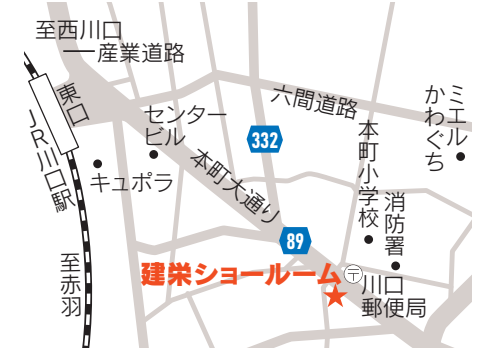 至西川口
産業道路
東口
JR川口駅
センター
ビル
キュポラ
本町大通り
332
六間道路
ミエル
かわぐち
本町小学校
消防署
89
建栄ショールーム
〒
川口
郵便局
至赤羽